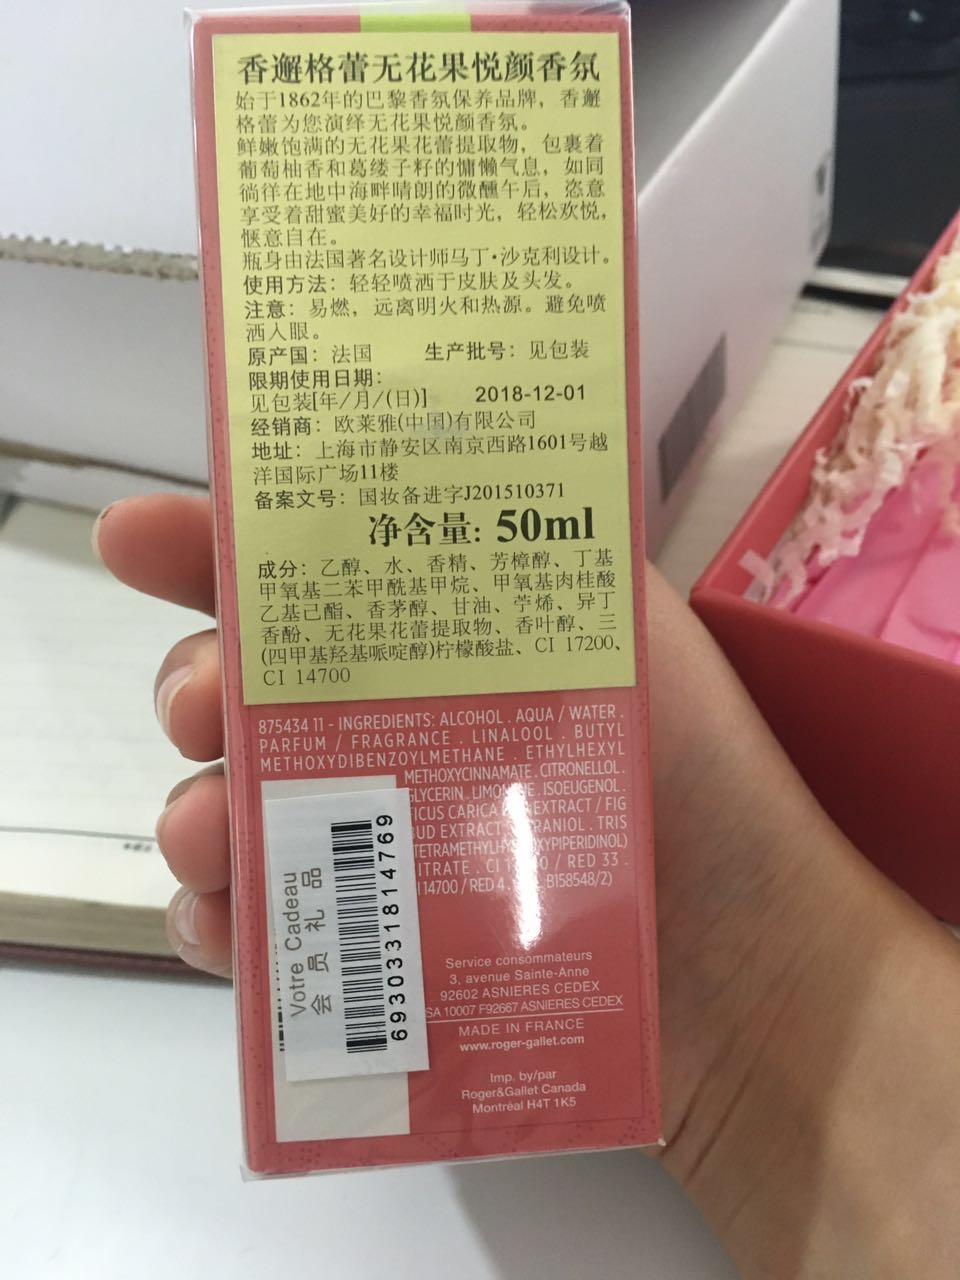 香邂格蕾无花果悦颜香氛
始于1862年的巴黎香氛保养品牌，香邂
格蕾为您演绎无花果悦颜香氛。
鲜嫩饱满的无花果花蕾提取物，包裹着
葡萄柚香和葛缕子籽的慵懒气息，如同
徜徉在地中海畔晴朗的微醺午后，恣意
享受着甜蜜美好的幸福时光，轻松欢悦，
惬意自在。
瓶身由法国著名设计师马丁·沙克利设计。
使用方法：轻轻喷洒于皮肤及头发。
注意：易燃，远离明火和热源。避免喷
洒入眼。
原产国：法国 生产批号：见包装
限期使用日期：
见包装[年/月/(日)] 2018-12-01
经销商：欧莱雅(中国)有限公司
地址：上海市静安区南京西路1601号越
洋国际广场11楼
备案文号：国妆备进字J201510371
净含量：50ml
成分：乙醇、水、香精、芳樟醇、丁基
甲氧基二苯甲酰基甲烷、甲氧基肉桂酸
乙基己酯、香茅醇、甘油、苧烯、异丁
香酚、无花果花蕾提取物、香叶醇、三
(四甲基羟基哌啶醇)柠檬酸盐、CI 17200、
CI 14700
875434 11 - INGREDIENTS: ALCOHOL . AQUA / WATER .
PARFUM / FRAGRANCE . LINALOOL . BUTYL
METHOXYDIBENZOYLMETHANE . ETHYLHEXYL
METHOXYCINNAMATE . CITRONELLOL .
GLYCERIN . ISOEUGENOL .
FICUS CARICA EXTRACT / FIG
EXTRACT TRIS
/ RED 33 .
14700 / RED 4 B158548/2)
Votre Cadeau
会员礼品
6930331814769
Service consommateurs
3, avenue Sainte-Anne
92602 ASNIERES CEDEX
SA 10007 F92667 ASNIERES CEDEX
MADE IN FRANCE
www.roger-gallet.com
Imp. by/par
Roger&Gallet Canada
Montréal H4T 1K5